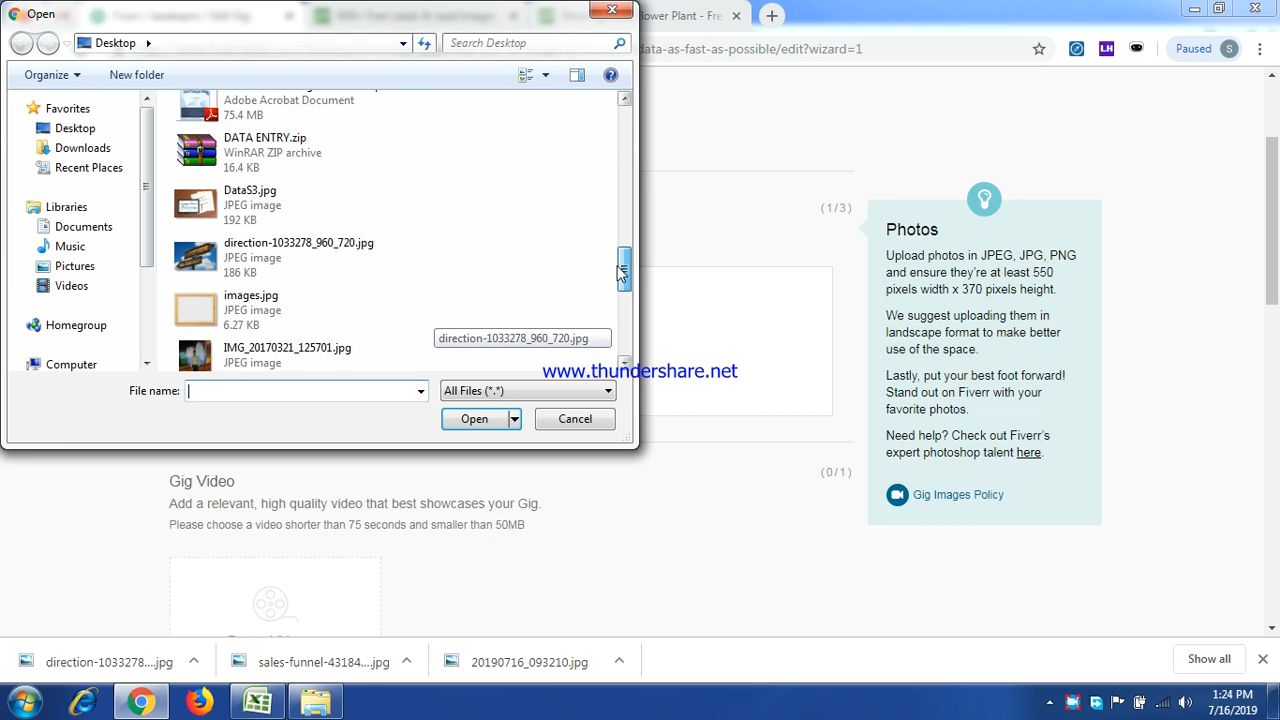 Open
Flower Plant - Fre
Desktop
Search Desktop
data-as-fast-as-possible/edit?wizard=1
LH
Paused
S
Organize
New folder
Favorites
Desktop
Downloads
Recent Places
Libraries
Documents
Music
Pictures
Videos
Homegroup
Computer
Adobe Acrobat Document
75.4 MB
DATA ENTRY.zip
WinRAR ZIP archive
16.4 KB
DataS3.jpg
JPEG image
192 KB
direction-1033278_960_720.jpg
JPEG image
186 KB
images.jpg
JPEG image
6.27 KB
direction-1033278_960_720.jpg
IMG_20170321_125701.jpg
JPEG image
www.thundershare.net
File name:
All Files (*.*)
Open
Cancel
(1/3)
Photos
Upload photos in JPEG, JPG, PNG
and ensure they're at least 550
pixels width x 370 pixels height.
We suggest uploading them in
landscape format to make better
use of the space.
Lastly, put your best foot forward!
Stand out on Fiverr with your
favorite photos.
Need help? Check out Fiverr's
expert photoshop talent here.
Gig Images Policy
(0/1)
Gig Video
Add a relevant, high quality video that best showcases your Gig.
Please choose a video shorter than 75 seconds and smaller than 50MB
direction-1033278....jpg
sales-funnel-43184....jpg
20190716_093210.jpg
Show all
1:24 PM
7/16/2019